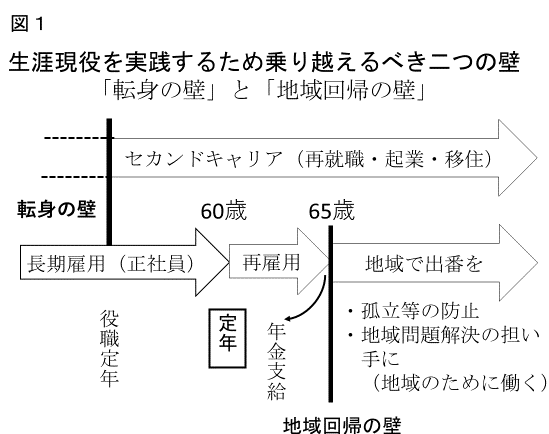 図１
生涯現役を実践するため乗り越えるべき二つの壁
「転身の壁」と「地域回帰の壁」
セカンドキャリア（再就職・起業・移住）
転身の壁
60歳
65歳
長期雇用（正社員）
再雇用
地域で出番を
役職定年
定年
年金支給
・孤立等の防止
・地域問題解決の担い
手に
（地域のために働く）
地域回帰の壁